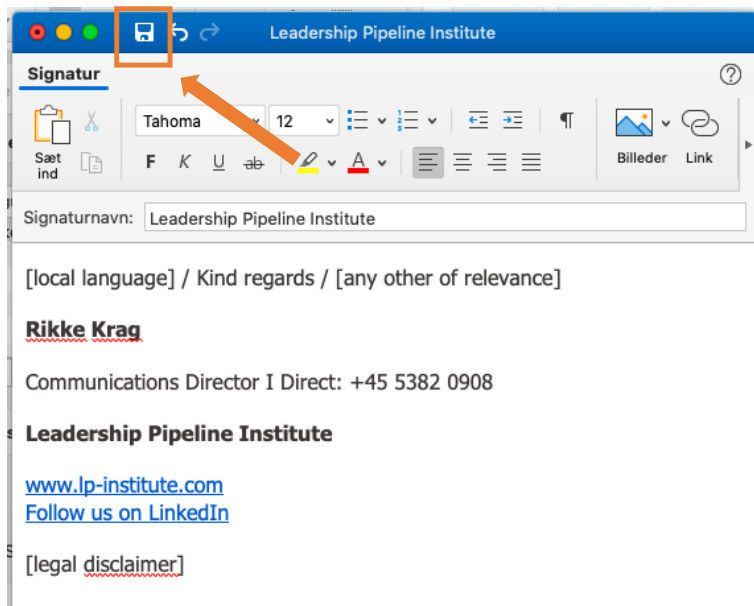 Leadership Pipeline Institute
Signatur
Tahoma 12
Sæt ind
F K U ab A
Billeder Link
Signaturnavn: Leadership Pipeline Institute
[local language] / Kind regards / [any other of relevance]
Rikke Krag
Communications Director I Direct: +45 5382 0908
Leadership Pipeline Institute
www.lp-institute.com
Follow us on LinkedIn
[legal disclaimer]